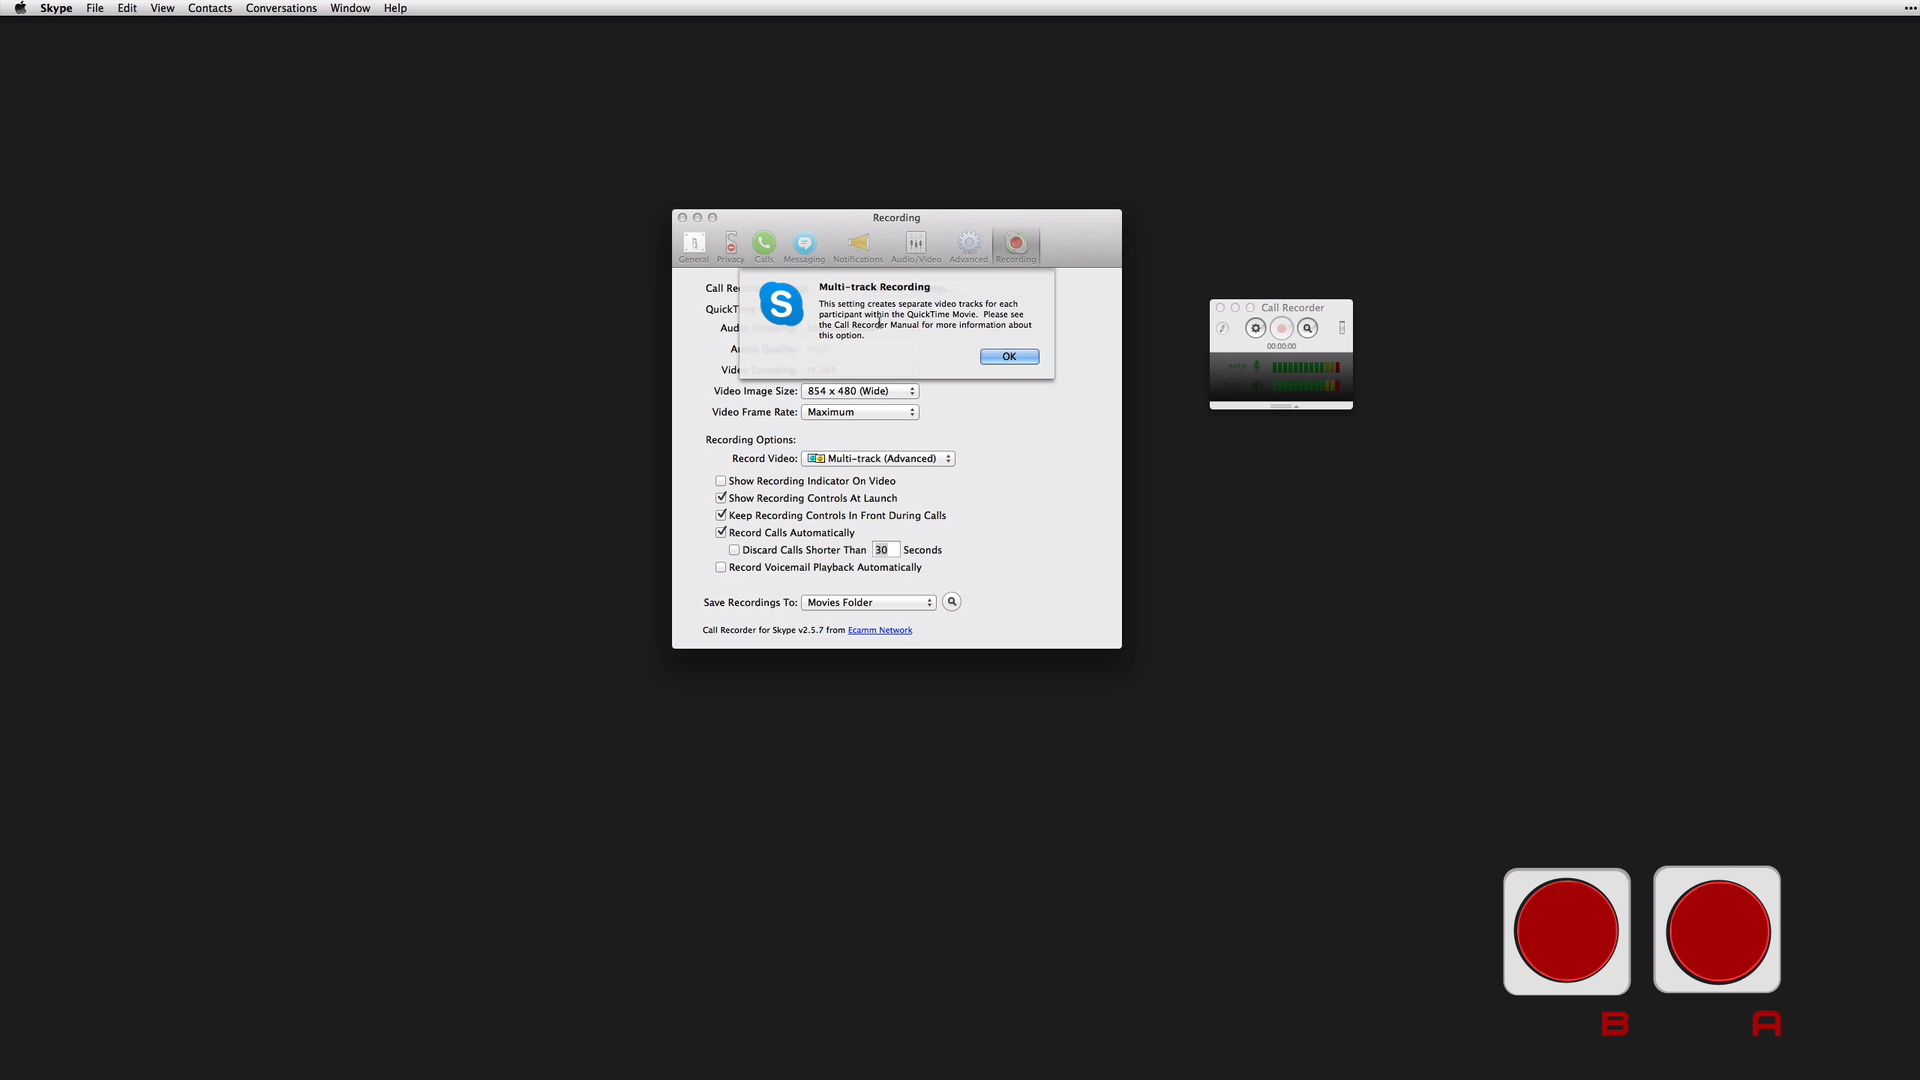 Skype File Edit View Contacts Conversations Window Help
Recording
General Privacy Calls Messaging Notifications Audio/Video Advanced Recording
Multi-track Recording
This setting creates separate video tracks for each
participant within the QuickTime Movie. Please see
the Call Recorder Manual for more information about
this option.
OK
Video Image Size: 854 x 480 (Wide)
Video Frame Rate: Maximum
Recording Options:
Record Video: Multi-track (Advanced)
Show Recording Indicator On Video
Show Recording Controls At Launch
Keep Recording Controls In Front During Calls
Record Calls Automatically
Discard Calls Shorter Than 30 Seconds
Record Voicemail Playback Automatically
Save Recordings To: Movies Folder
Call Recorder for Skype v2.5.7 from Ecamm Network
Call Recorder
00:00:00
INPUT
B A